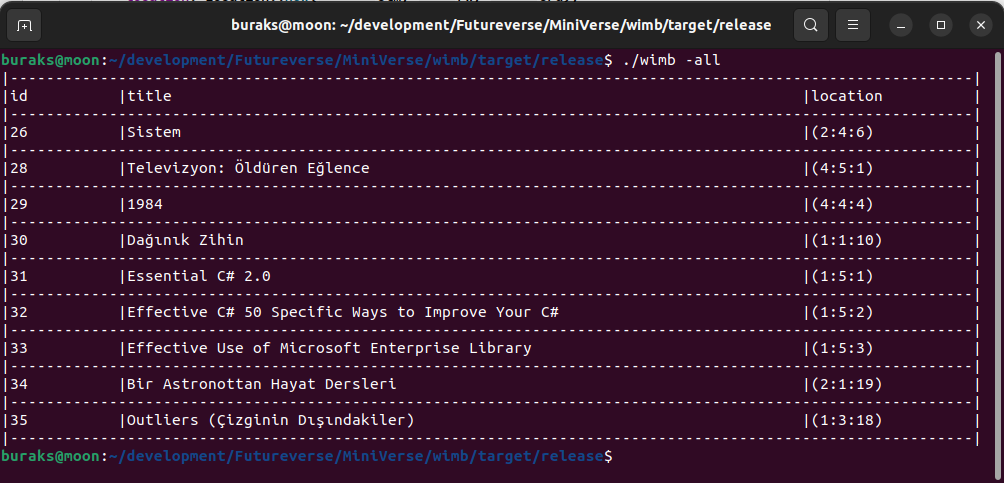 buraks@moon: ~/development/Futureverse/MiniVerse/wimb/target/release
buraks@moon:~/development/Futureverse/MiniVerse/wimb/target/release$ ./wimb -all
|-----------------------------------------------------------------------------------------------------------|
|id          |title                                                                      |location          |
|-----------------------------------------------------------------------------------------------------------|
|26          |Sistem                                                                     |(2:4:6)           |
|-----------------------------------------------------------------------------------------------------------|
|28          |Televizyon: Öldüren Eğlence                                                |(4:5:1)           |
|-----------------------------------------------------------------------------------------------------------|
|29          |1984                                                                       |(4:4:4)           |
|-----------------------------------------------------------------------------------------------------------|
|30          |Dağınık Zihin                                                              |(1:1:10)          |
|-----------------------------------------------------------------------------------------------------------|
|31          |Essential C# 2.0                                                           |(1:5:1)           |
|-----------------------------------------------------------------------------------------------------------|
|32          |Effective C# 50 Specific Ways to Improve Your C#                           |(1:5:2)           |
|-----------------------------------------------------------------------------------------------------------|
|33          |Effective Use of Microsoft Enterprise Library                              |(1:5:3)           |
|-----------------------------------------------------------------------------------------------------------|
|34          |Bir Astronottan Hayat Dersleri                                             |(2:1:19)          |
|-----------------------------------------------------------------------------------------------------------|
|35          |Outliers (Çizginin Dışındakiler)                                           |(1:3:18)          |
|-----------------------------------------------------------------------------------------------------------|
buraks@moon:~/development/Futureverse/MiniVerse/wimb/target/release$